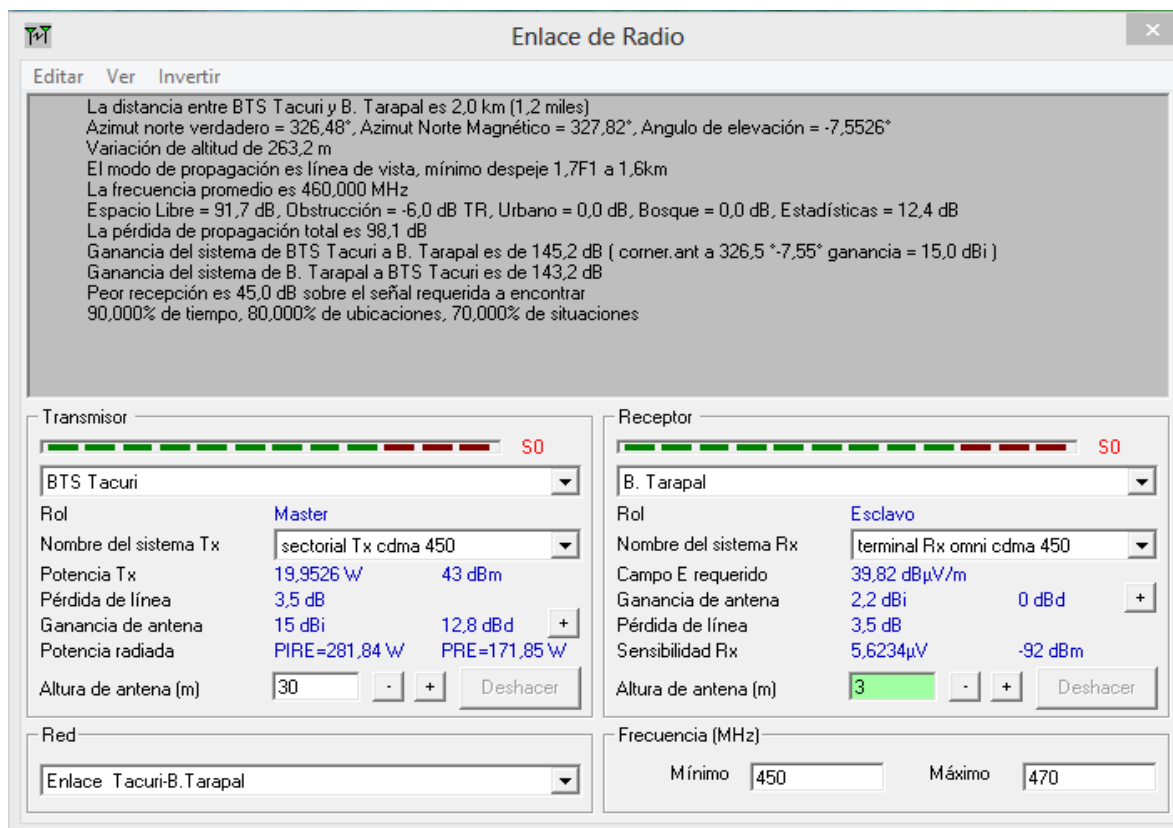 Enlace de Radio
Editar Ver Invertir
La distancia entre BTS Tacuri y B. Tarapal es 2,0 km (1,2 miles)
Azimut norte verdadero = 326,48°, Azimut Norte Magnético = 327,82°, Angulo de elevación = -7,5526°
Variación de altitud de 263,2 m
El modo de propagación es línea de vista, mínimo despeje 1,7F1 a 1,6km
La frecuencia promedio es 460,000 MHz
Espacio Libre = 91,7 dB, Obstrucción = -6,0 dB TR, Urbano = 0,0 dB, Bosque = 0,0 dB, Estadísticas = 12,4 dB
La pérdida de propagación total es 98,1 dB
Ganancia del sistema de BTS Tacuri a B. Tarapal es de 145,2 dB ( corner.ant a 326,5 °-7,55° ganancia = 15,0 dBi )
Ganancia del sistema de B. Tarapal a BTS Tacuri es de 143,2 dB
Peor recepción es 45,0 dB sobre el señal requerida a encontrar
90,000% de tiempo, 80,000% de ubicaciones, 70,000% de situaciones
Transmisor
S0
BTS Tacuri
Rol Master
Nombre del sistema Tx sectorial Tx cdma 450
Potencia Tx 19,9526 W 43 dBm
Pérdida de línea 3,5 dB
Ganancia de antena 15 dBi 12,8 dBd +
Potencia radiada PIRE=281,84 W PRE=171,85 W
Altura de antena (m) 30 - + Deshacer
Receptor
S0
B. Tarapal
Rol Esclavo
Nombre del sistema Rx terminal Rx omni cdma 450
Campo E requerido 39,82 dBµV/m
Ganancia de antena 2,2 dBi 0 dBd +
Pérdida de línea 3,5 dB
Sensibilidad Rx 5,6234µV -92 dBm
Altura de antena (m) 3 - + Deshacer
Red
Enlace Tacuri-B.Tarapal
Frecuencia (MHz)
Mínimo 450 Máximo 470